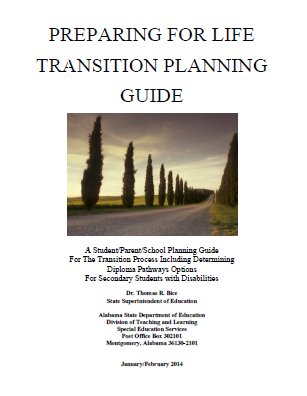 PREPARING FOR LIFE
TRANSITION PLANNING
GUIDE
A Student/Parent/School Planning Guide
For The Transition Process Including Determining
Diploma Pathways Options
For Secondary Students with Disabilities
Dr. Thomas R. Bice
State Superintendent of Education
Alabama State Department of Education
Division of Teaching and Learning
Special Education Services
Post Office Box 302101
Montgomery, Alabama 36130-2101
January/February 2014